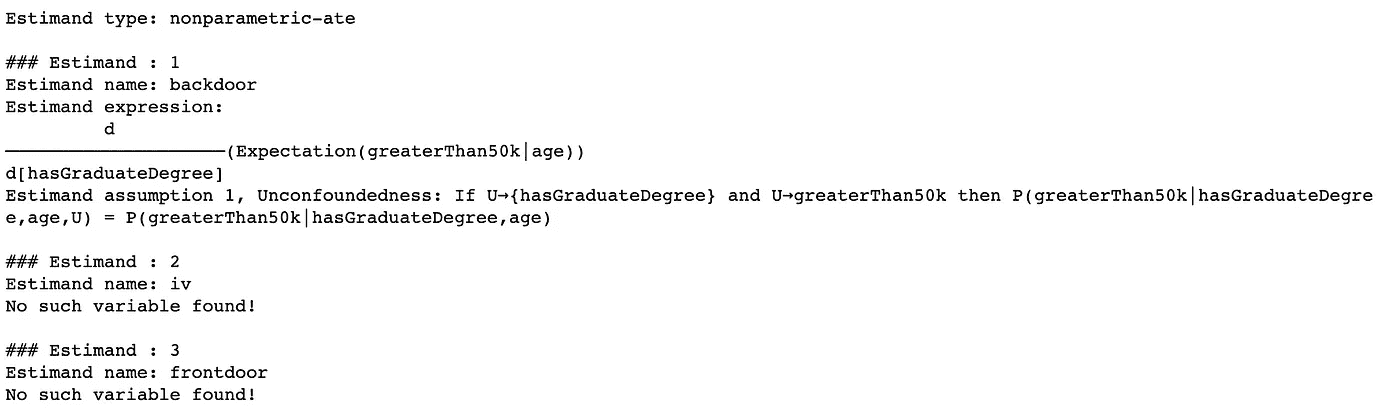 Estimand type: nonparametric-ate
### Estimand : 1
Estimand name: backdoor
Estimand expression:
d
────────────────────(Expectation(greaterThan50k|age))
d[hasGraduateDegree]
Estimand assumption 1, Unconfoundedness: If U→{hasGraduateDegree} and U→greaterThan50k then P(greaterThan50k|hasGraduateDegre
e,age,U) = P(greaterThan50k|hasGraduateDegree,age)
### Estimand : 2
Estimand name: iv
No such variable found!
### Estimand : 3
Estimand name: frontdoor
No such variable found!